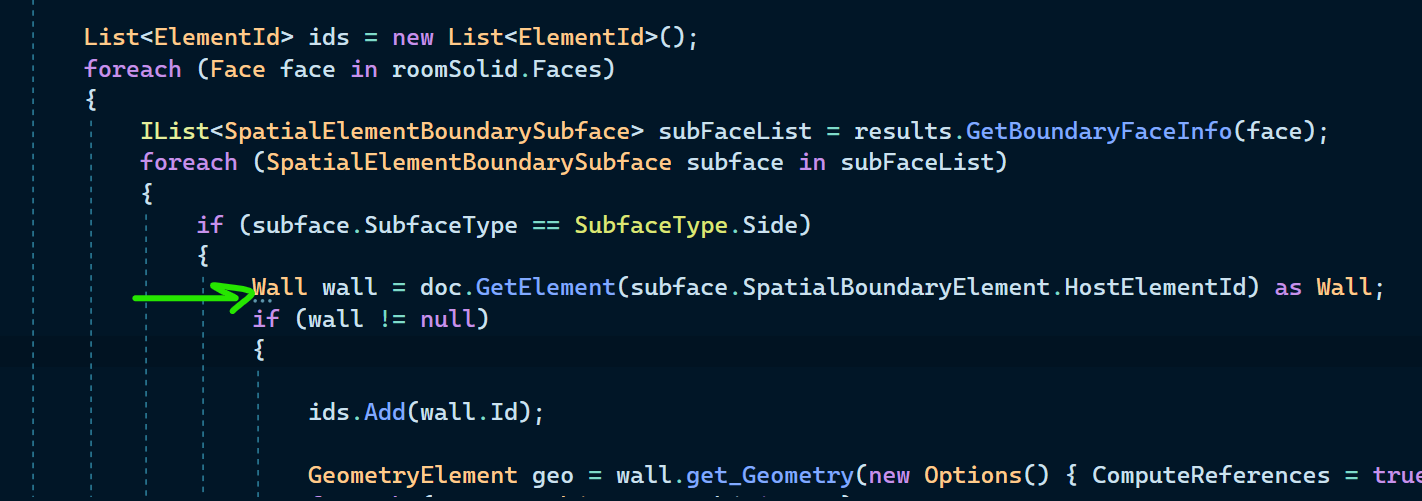 List<ElementId> ids = new List<ElementId>();
foreach (Face face in roomSolid.Faces)
{
IList<SpatialElementBoundarySubface> subFaceList = results.GetBoundaryFaceInfo(face);
foreach (SpatialElementBoundarySubface subface in subFaceList)
{
if (subface.SubfaceType == SubfaceType.Side)
{
Wall wall = doc.GetElement(subface.SpatialBoundaryElement.HostElementId) as Wall;
if (wall != null)
{
ids.Add(wall.Id);
GeometryElement geo = wall.get_Geometry(new Options() { ComputeReferences = true